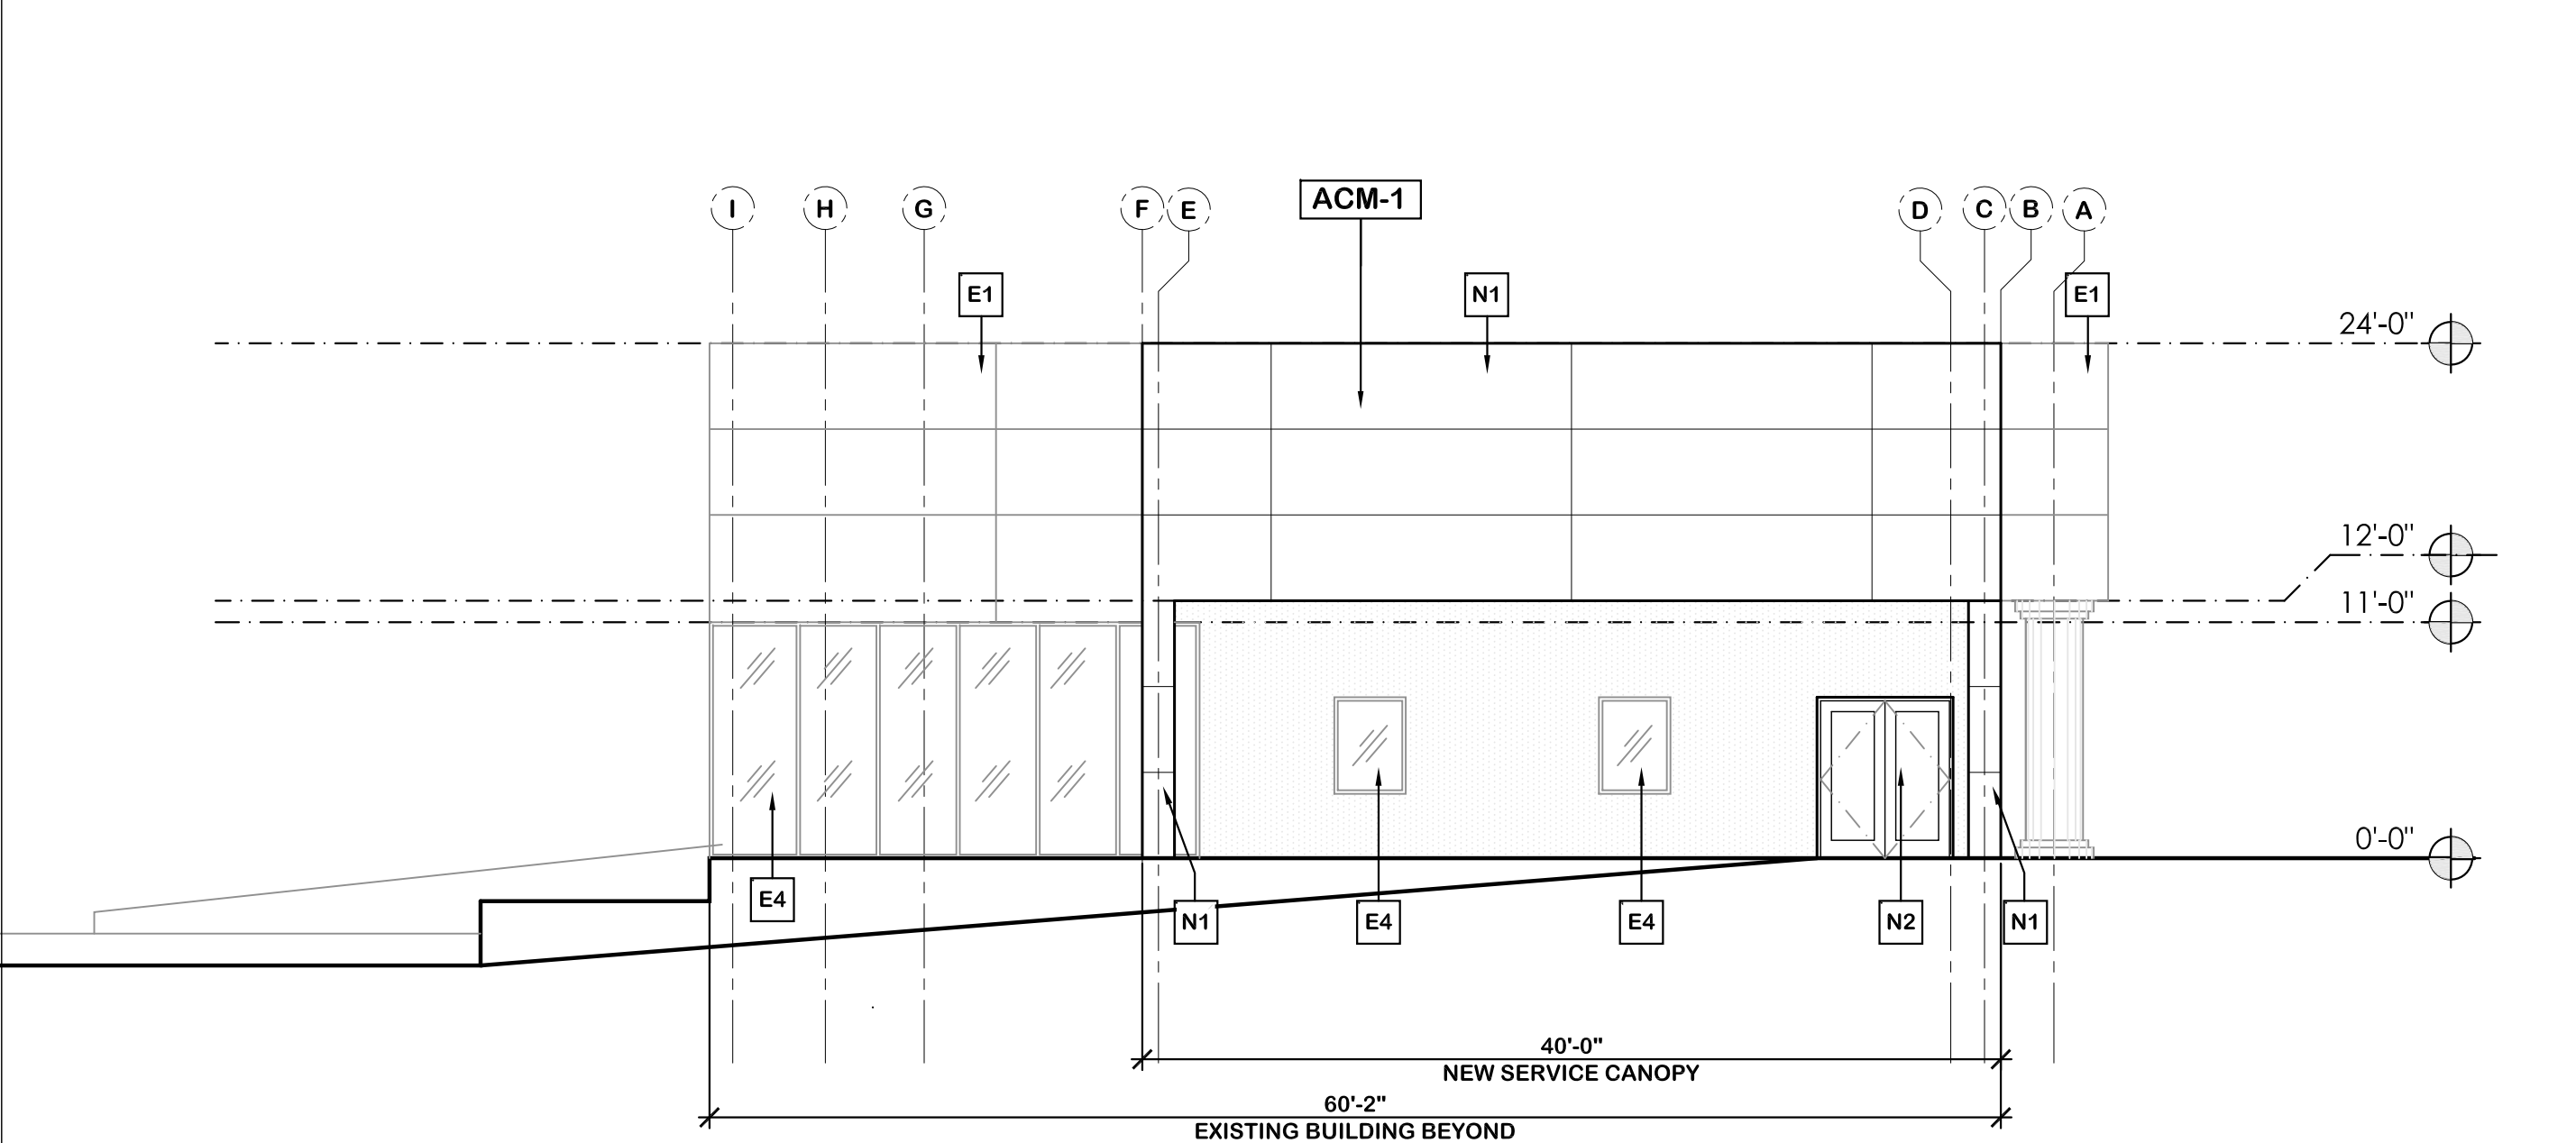 I H G F E ACM-1 D C B A
E1 N1 E1
24'-0"
12'-0"
11'-0"
0'-0"
E4 N1 E4 E4 N2 N1
40'-0"
NEW SERVICE CANOPY
60'-2"
EXISTING BUILDING BEYOND